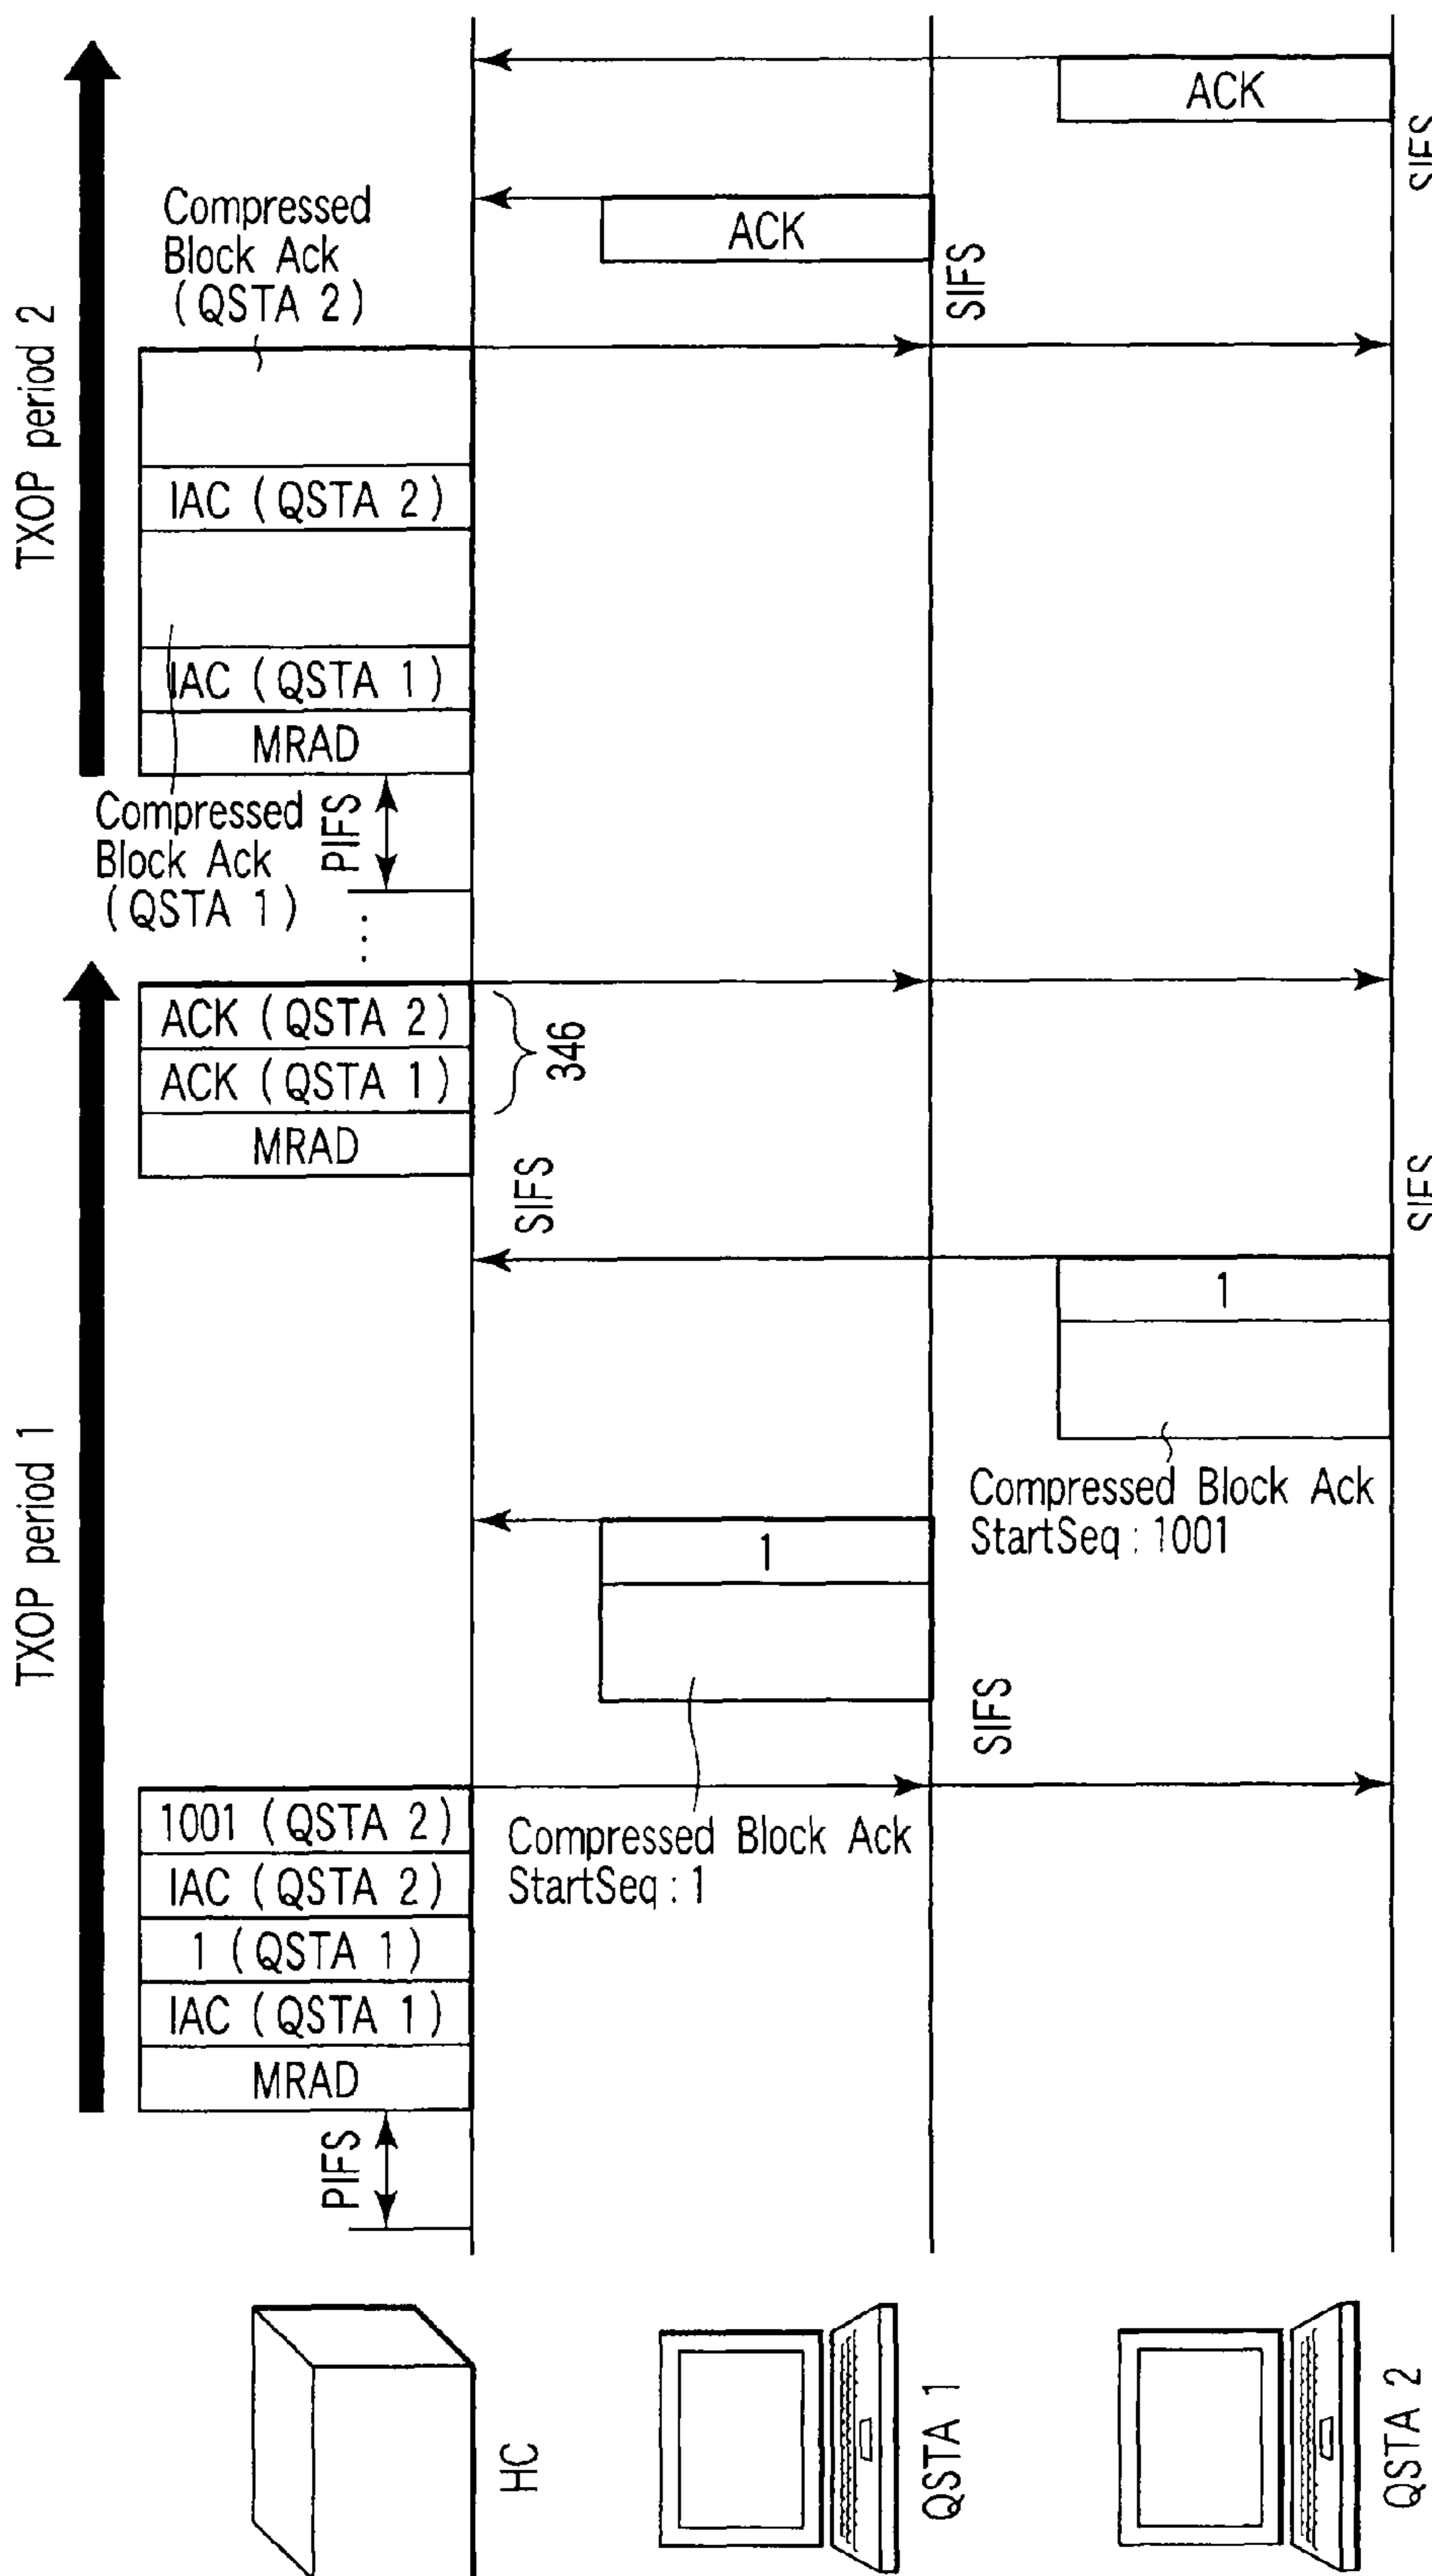 TXOP period 1
TXOP period 2
PIFS
MRAD
IAC (QSTA 1)
1 (QSTA 1)
IAC (QSTA 2)
1001 (QSTA 2)
MRAD
ACK (QSTA 1)
ACK (QSTA 2)
346
SIFS
...
PIFS
MRAD
IAC (QSTA 1)
IAC (QSTA 2)
Compressed
Block Ack
(QSTA 1)
Compressed
Block Ack
(QSTA 2)
HC
Compressed Block Ack
StartSeq : 1
1
SIFS
ACK
SIFS
QSTA 1
Compressed Block Ack
StartSeq : 1001
1
SIFS
ACK
SIFS
QSTA 2